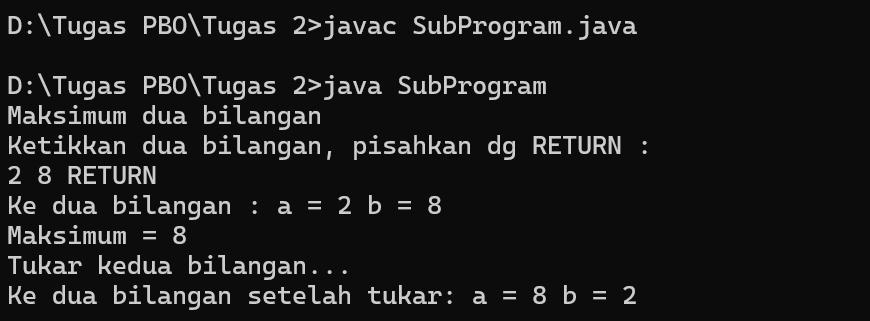 D:\Tugas PBO\Tugas 2>javac SubProgram.java
D:\Tugas PBO\Tugas 2>java SubProgram
Maksimum dua bilangan
Ketikkan dua bilangan, pisahkan dg RETURN :
2 8 RETURN
Ke dua bilangan : a = 2 b = 8
Maksimum = 8
Tukar kedua bilangan...
Ke dua bilangan setelah tukar: a = 8 b = 2